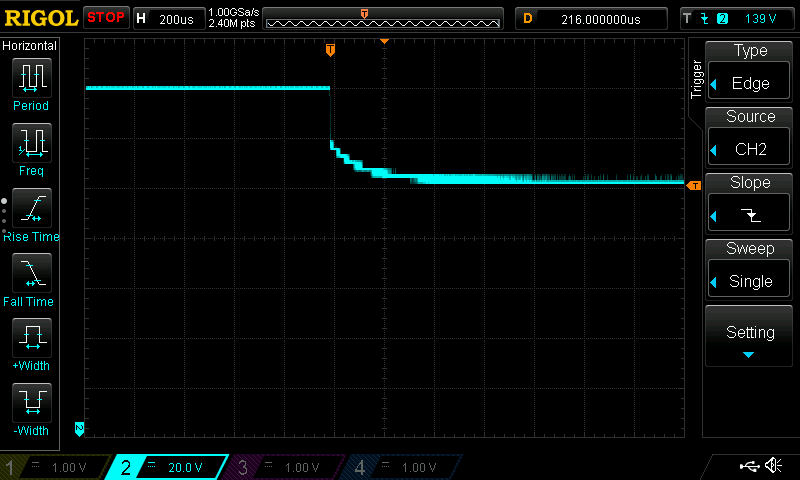 RIGOL STOP H 200us 1.00GSa/s 2.40M pts T D 216.000000us T 2 139 V
Horizontal
Period
Freq
Rise Time
Fall Time
+Width
-Width
T
T
2
Trigger
Type
Edge
Source
CH2
Slope
Sweep
Single
Setting
1 1.00 V 2 20.0 V 3 1.00 V 4 1.00 V